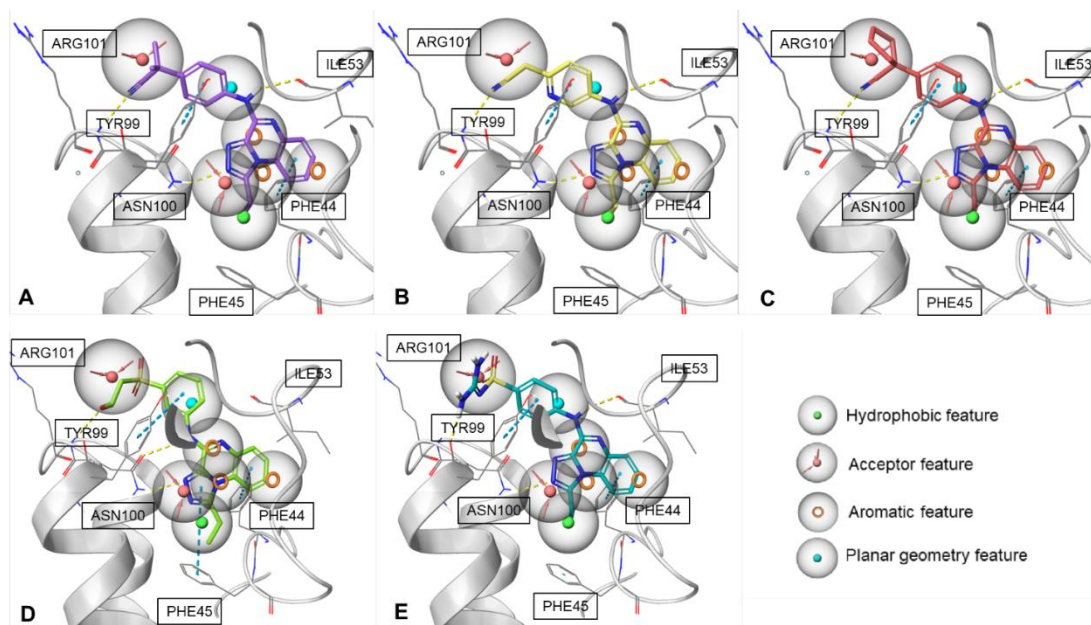 ARG101
ILE53
TYR99
ASN100
PHE44
PHE45
A
ARG101
ILE53
TYR99
ASN100
PHE44
PHE45
B
ARG101
ILE53
TYR99
ASN100
PHE44
PHE45
C
ARG101
ILE53
TYR99
ASN100
PHE44
PHE45
D
ARG101
ILE53
TYR99
ASN100
PHE44
PHE45
E
Hydrophobic feature
Acceptor feature
Aromatic feature
Planar geometry feature